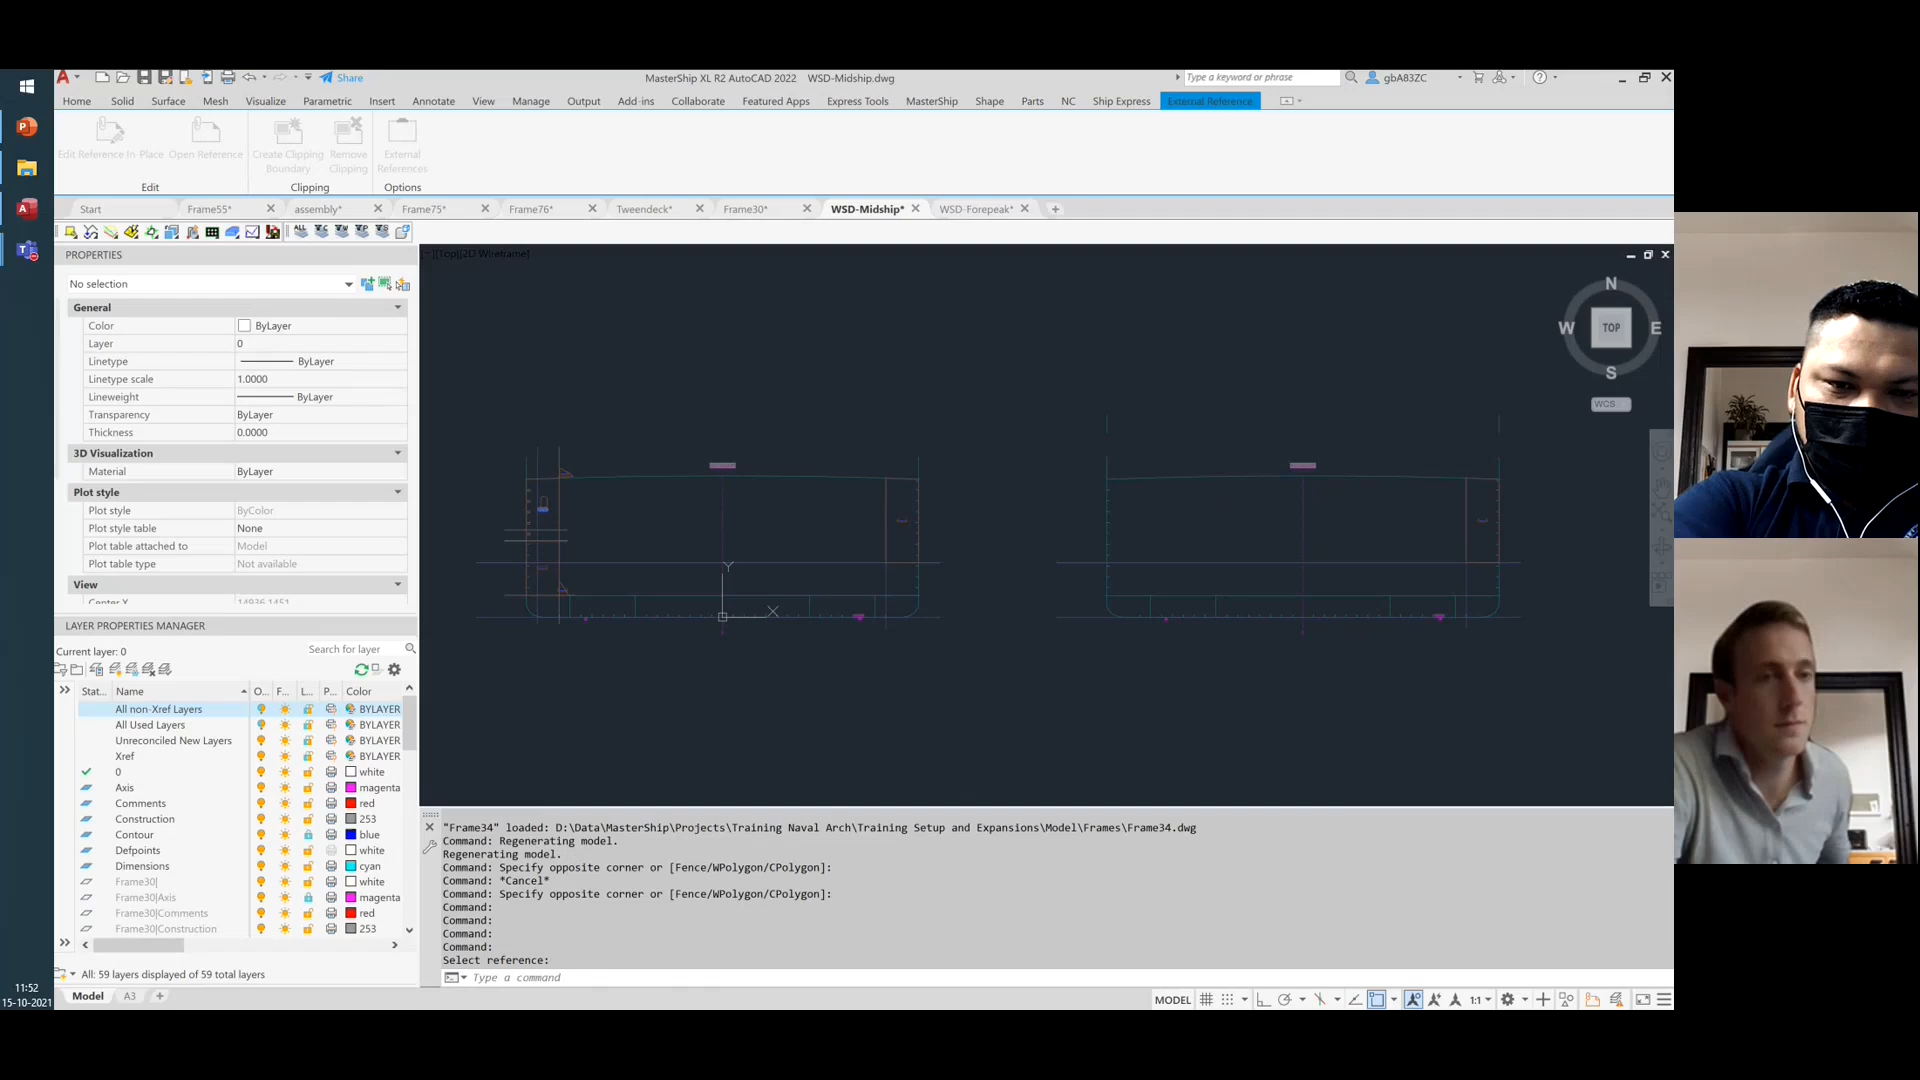 Share
MasterShip XL R2 AutoCAD 2022 WSD-Midship.dwg
Type a keyword or phrase
gbA83ZC
Home Solid Surface Mesh Visualize Parametric Insert Annotate View Manage Output Add-ins Collaborate Featured Apps Express Tools MasterShip Shape Parts NC Ship Express External Reference
Edit Reference In-Place Open Reference Create Clipping Boundary Remove Clipping External References
Edit Clipping Options
Start Frame55* assembly* Frame75* Frame76* Tweendeck* Frame30* WSD-Midship* WSD-Forepeak*
PROPERTIES
No selection
General
Color ByLayer
Layer 0
Linetype ByLayer
Linetype scale 1.0000
Lineweight ByLayer
Transparency ByLayer
Thickness 0.0000
3D Visualization
Material ByLayer
Plot style
Plot style ByColor
Plot style table None
Plot table attached to Model
Plot table type Not available
View
Center X 14936.1451
[Top][2D Wireframe]
N
W TOP E
S
WCS
Y
X
LAYER PROPERTIES MANAGER
Current layer: 0
Search for layer
Stat... Name O... F... L... P... Color
All non-Xref Layers BYLAYER
All Used Layers BYLAYER
Unreconciled New Layers BYLAYER
Xref BYLAYER
0 white
Axis magenta
Comments red
Construction 253
Contour blue
Defpoints white
Dimensions cyan
Frame30| white
Frame30|Axis magenta
Frame30|Comments red
Frame30|Construction 253
All: 59 layers displayed of 59 total layers
Model A3
"Frame34" loaded: D:\Data\MasterShip\Projects\Training Naval Arch\Training Setup and Expansions\Model\Frames\Frame34.dwg
Command: Regenerating model.
Regenerating model.
Command: Specify opposite corner or [Fence/WPolygon/CPolygon]:
Command: *Cancel*
Command: Specify opposite corner or [Fence/WPolygon/CPolygon]:
Command:
Command:
Command:
Command:
Select reference:
Type a command
MODEL 1:1
11:52
15-10-2021